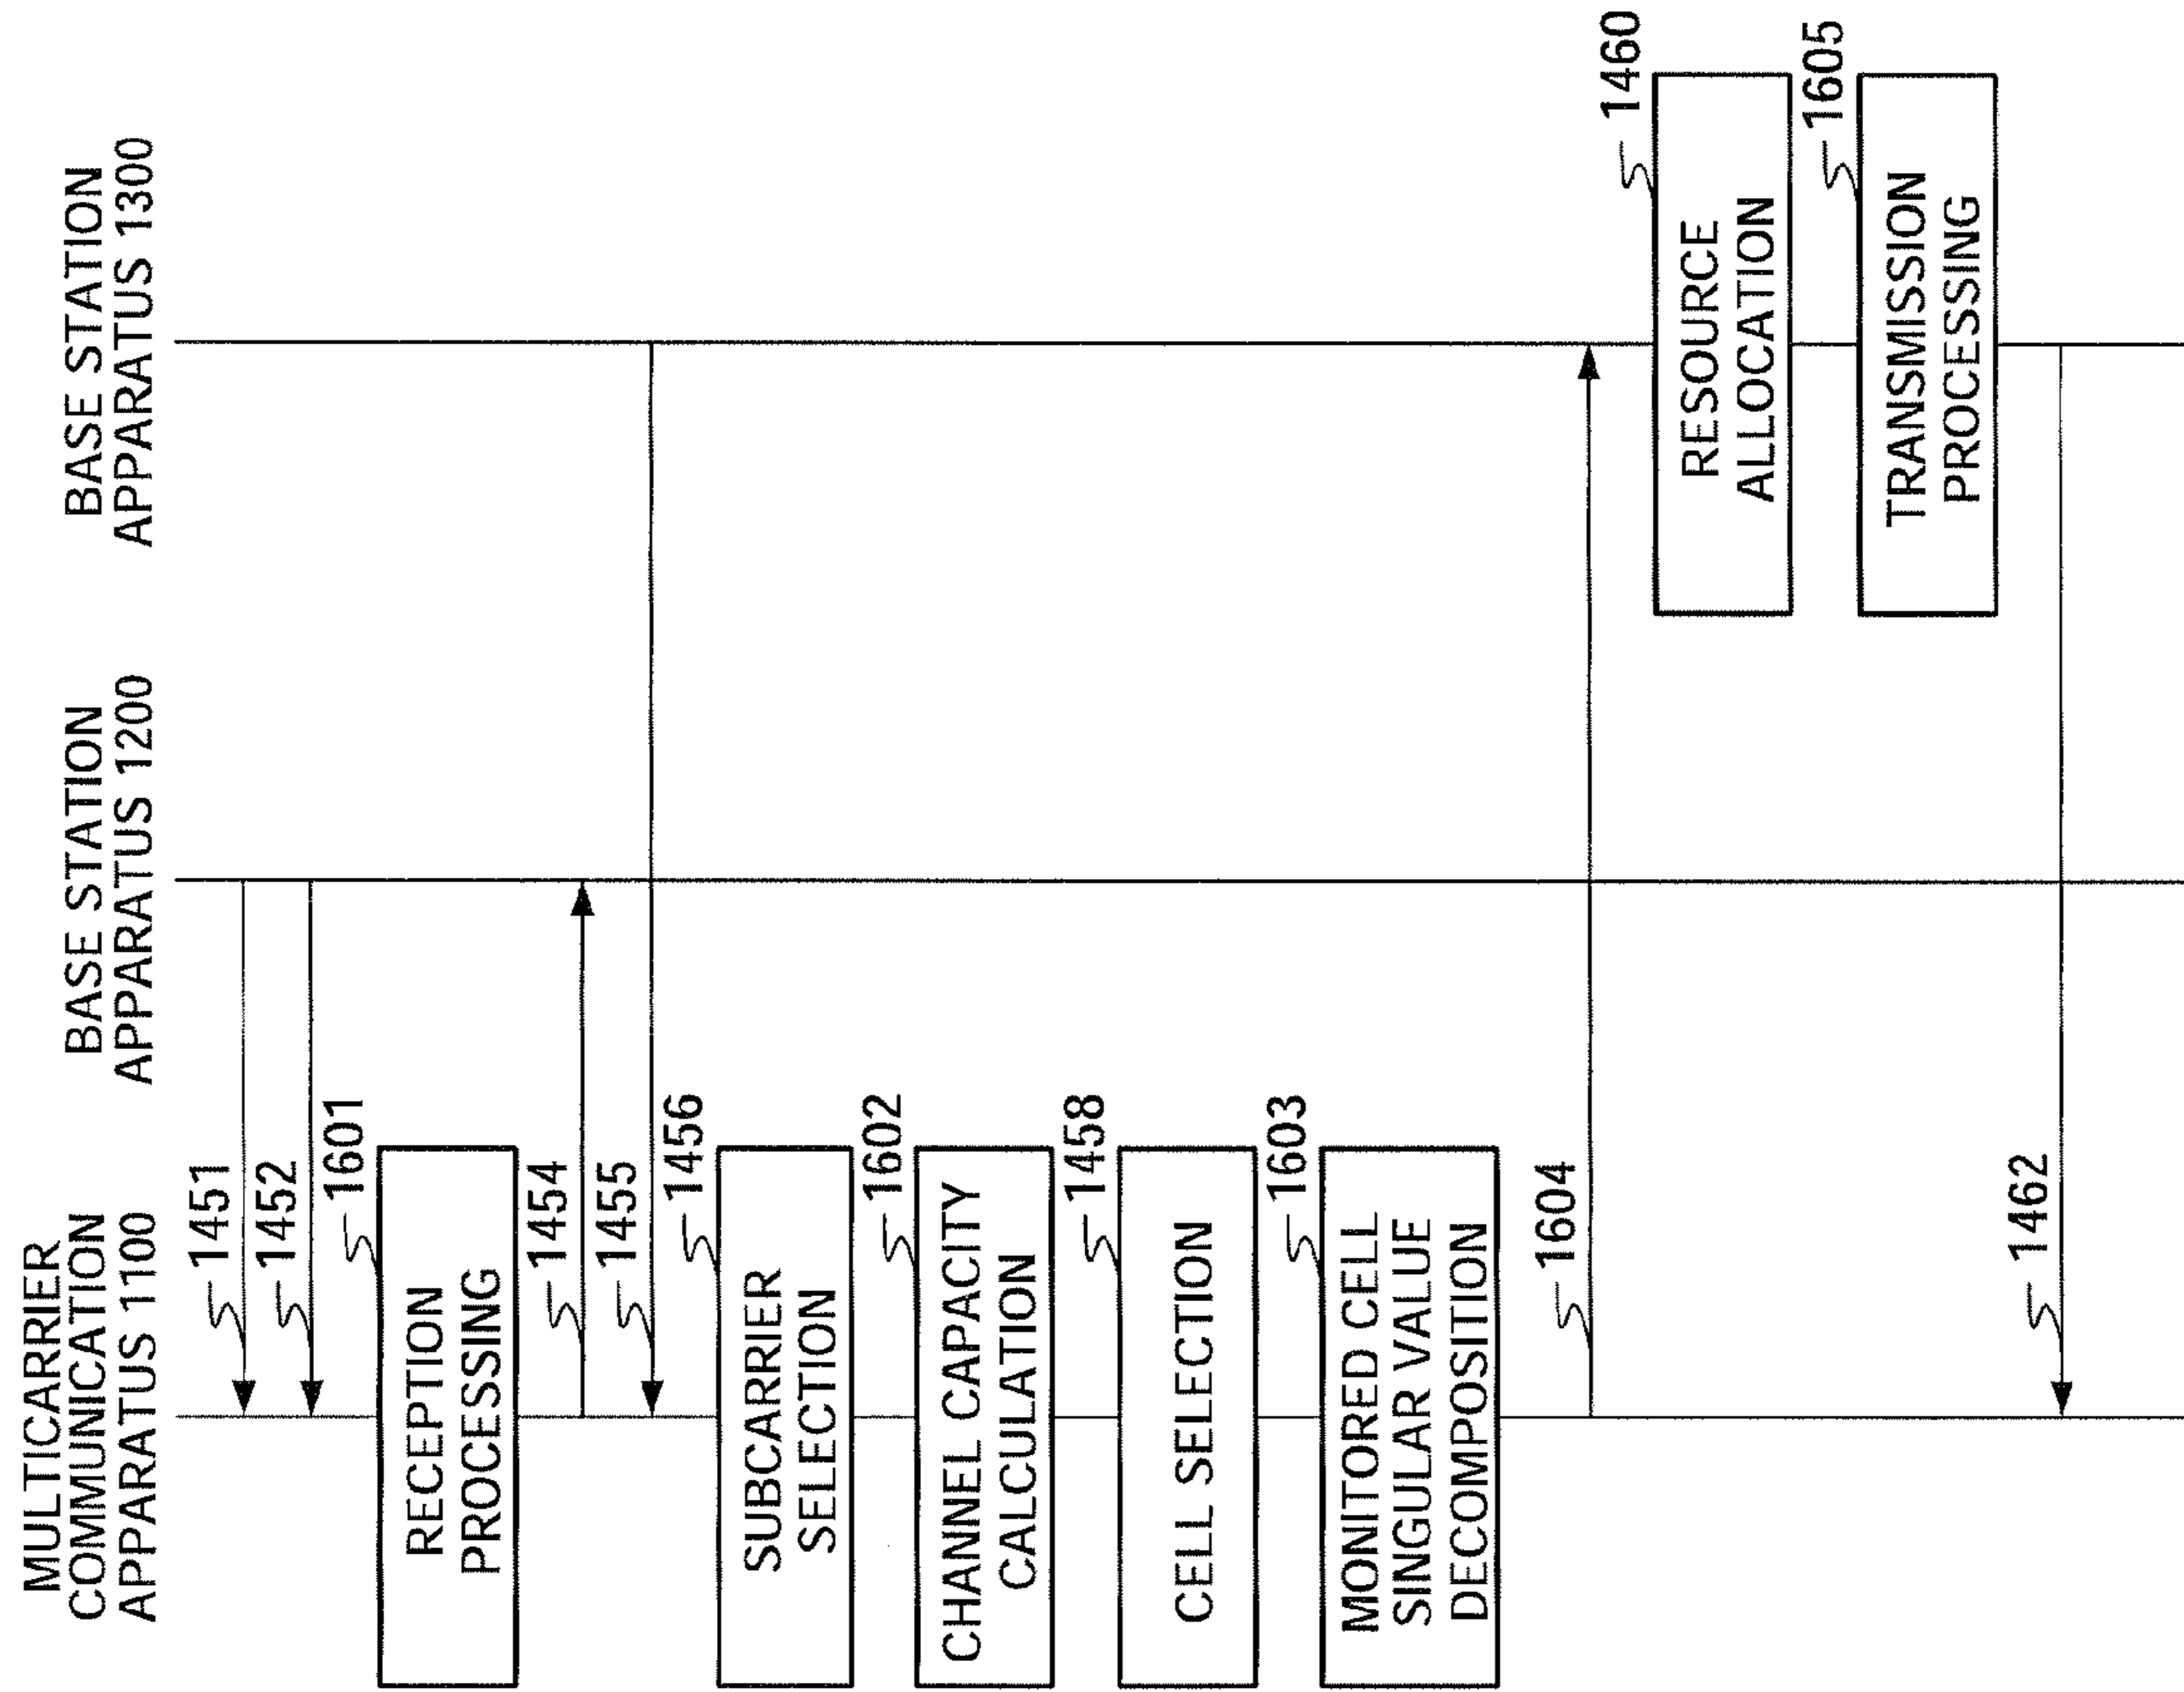 MULTICARRIER
COMMUNICATION
APPARATUS 1100
BASE STATION
APPARATUS 1200
BASE STATION
APPARATUS 1300
1451
1452
1601
RECEPTION
PROCESSING
1454
1455
1456
SUBCARRIER
SELECTION
1602
CHANNEL CAPACITY
CALCULATION
1458
CELL SELECTION
1603
MONITORED CELL
SINGULAR VALUE
DECOMPOSITION
1604
1460
RESOURCE
ALLOCATION
1605
TRANSMISSION
PROCESSING
1462